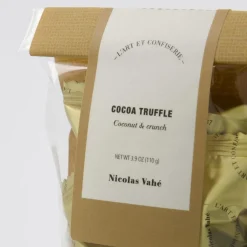 L'ART ET CONFISERIE
COCOA TRUFFLE
Coconut & crunch
NET WT 3.9 OZ (110 g)
Nicolas Vahé